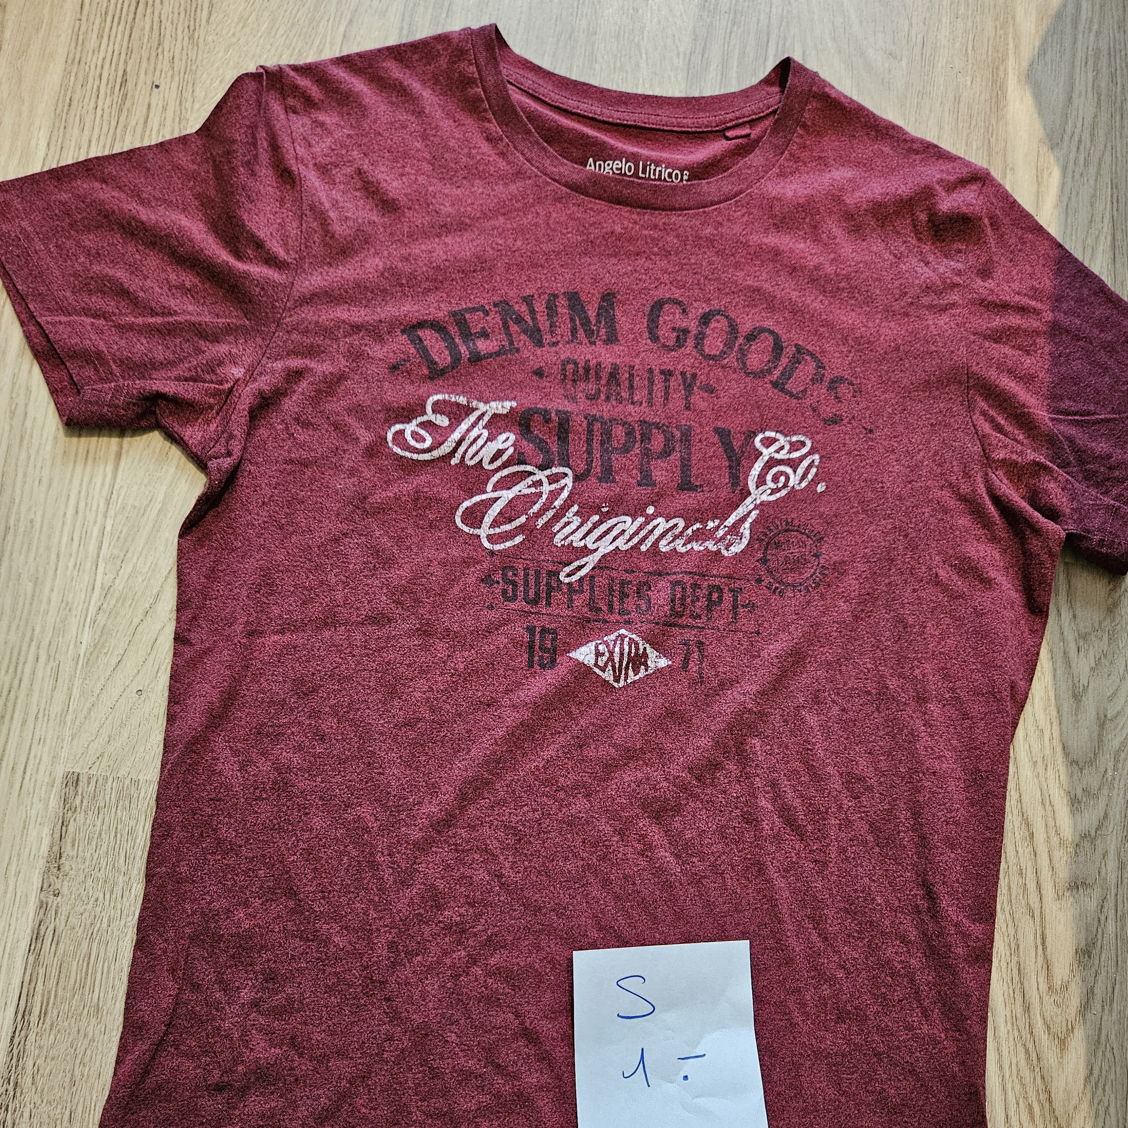 Angelo Litrico
DENIM GOODS
QUALITY
The SUPPLY Co.
Originals
SUPPLIES DEPT
19 EXTRA 71
S
1.-